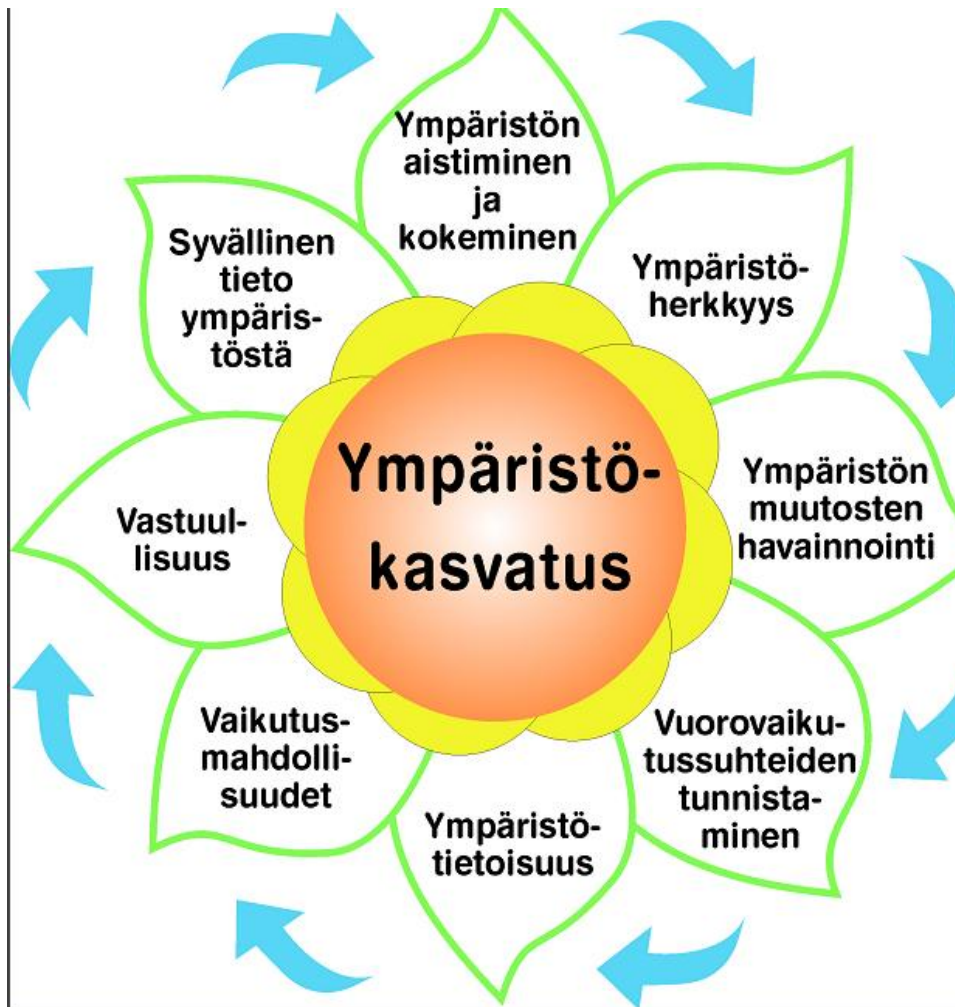 Ympäristön
aistiminen
ja
kokeminen
Ympäristö-
herkkyys
Ympäristön
muutosten
havainnointi
Vuorovaiku-
tussuhteiden
tunnista-
minen
Ympäristö-
tietoisuus
Vaikutus-
mahdolli-
suudet
Vastuul-
lisuus
Syvällinen
tieto
ympäris-
töstä
Ympäristö-
kasvatus